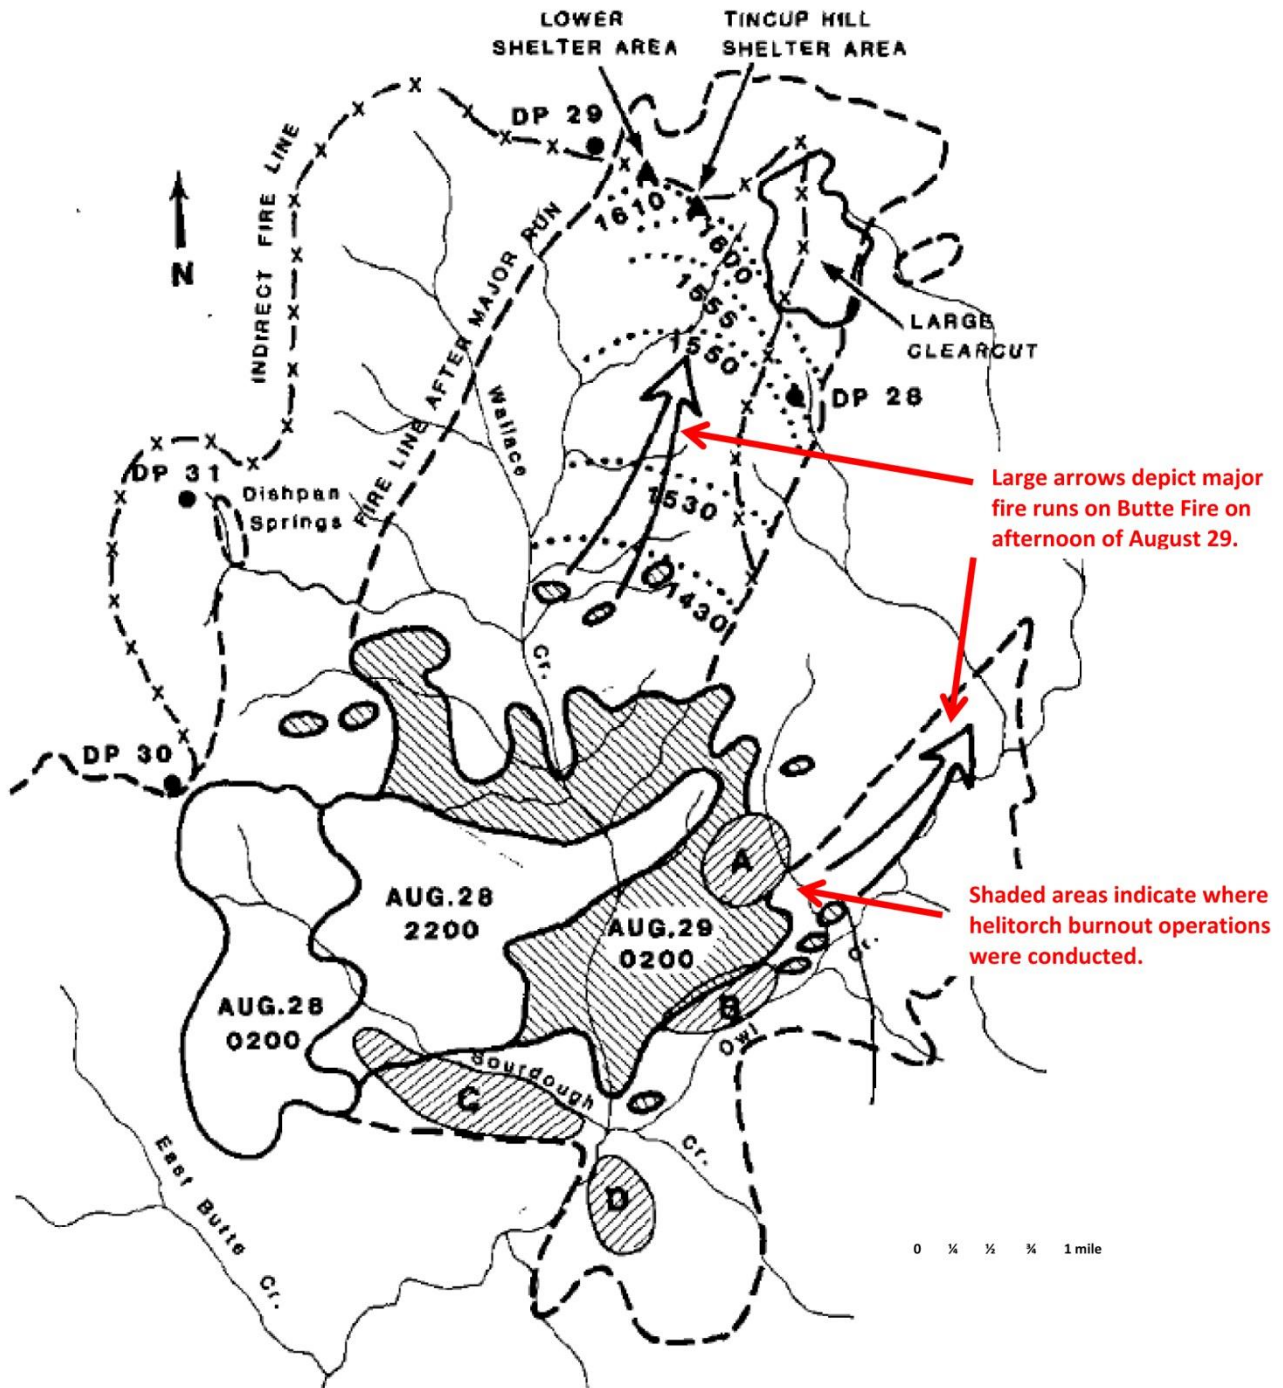 LOWER
SHELTER AREA
TINCUP HILL
SHELTER AREA
DP 29
INDIRECT FIRE LINE
N
FIRE LINE AFTER MAJOR RUN
1610
1600
1555
1550
LARGE
CLEARCUT
DP 28
Wallace
Cr.
DP 31
Dishpan
Springs
1530
1430
Large arrows depict major
fire runs on Butte Fire on
afternoon of August 29.
DP 30
A
AUG.28
2200
AUG.29
0200
Shaded areas indicate where
helitorch burnout operations
were conducted.
AUG.28
0200
B
Owl
Cr.
C
Sourdough
Cr.
D
East Butte
Cr.
0 ¼ ½ ¾ 1 mile